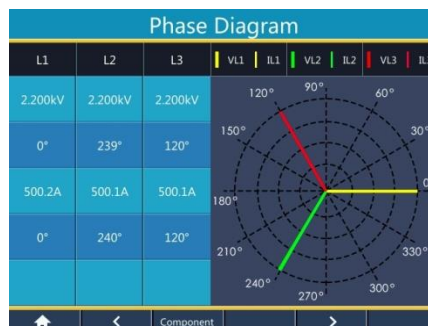 Phase Diagram
L1 L2 L3 VL1 IL1 VL2 IL2 VL3
2.200kV 2.200kV 2.200kV
0° 239° 120°
500.2A 500.1A 500.1A
0° 240° 120°
90°
120° 60°
150° 30°
180° 0
210° 330°
240° 300°
270°
Component